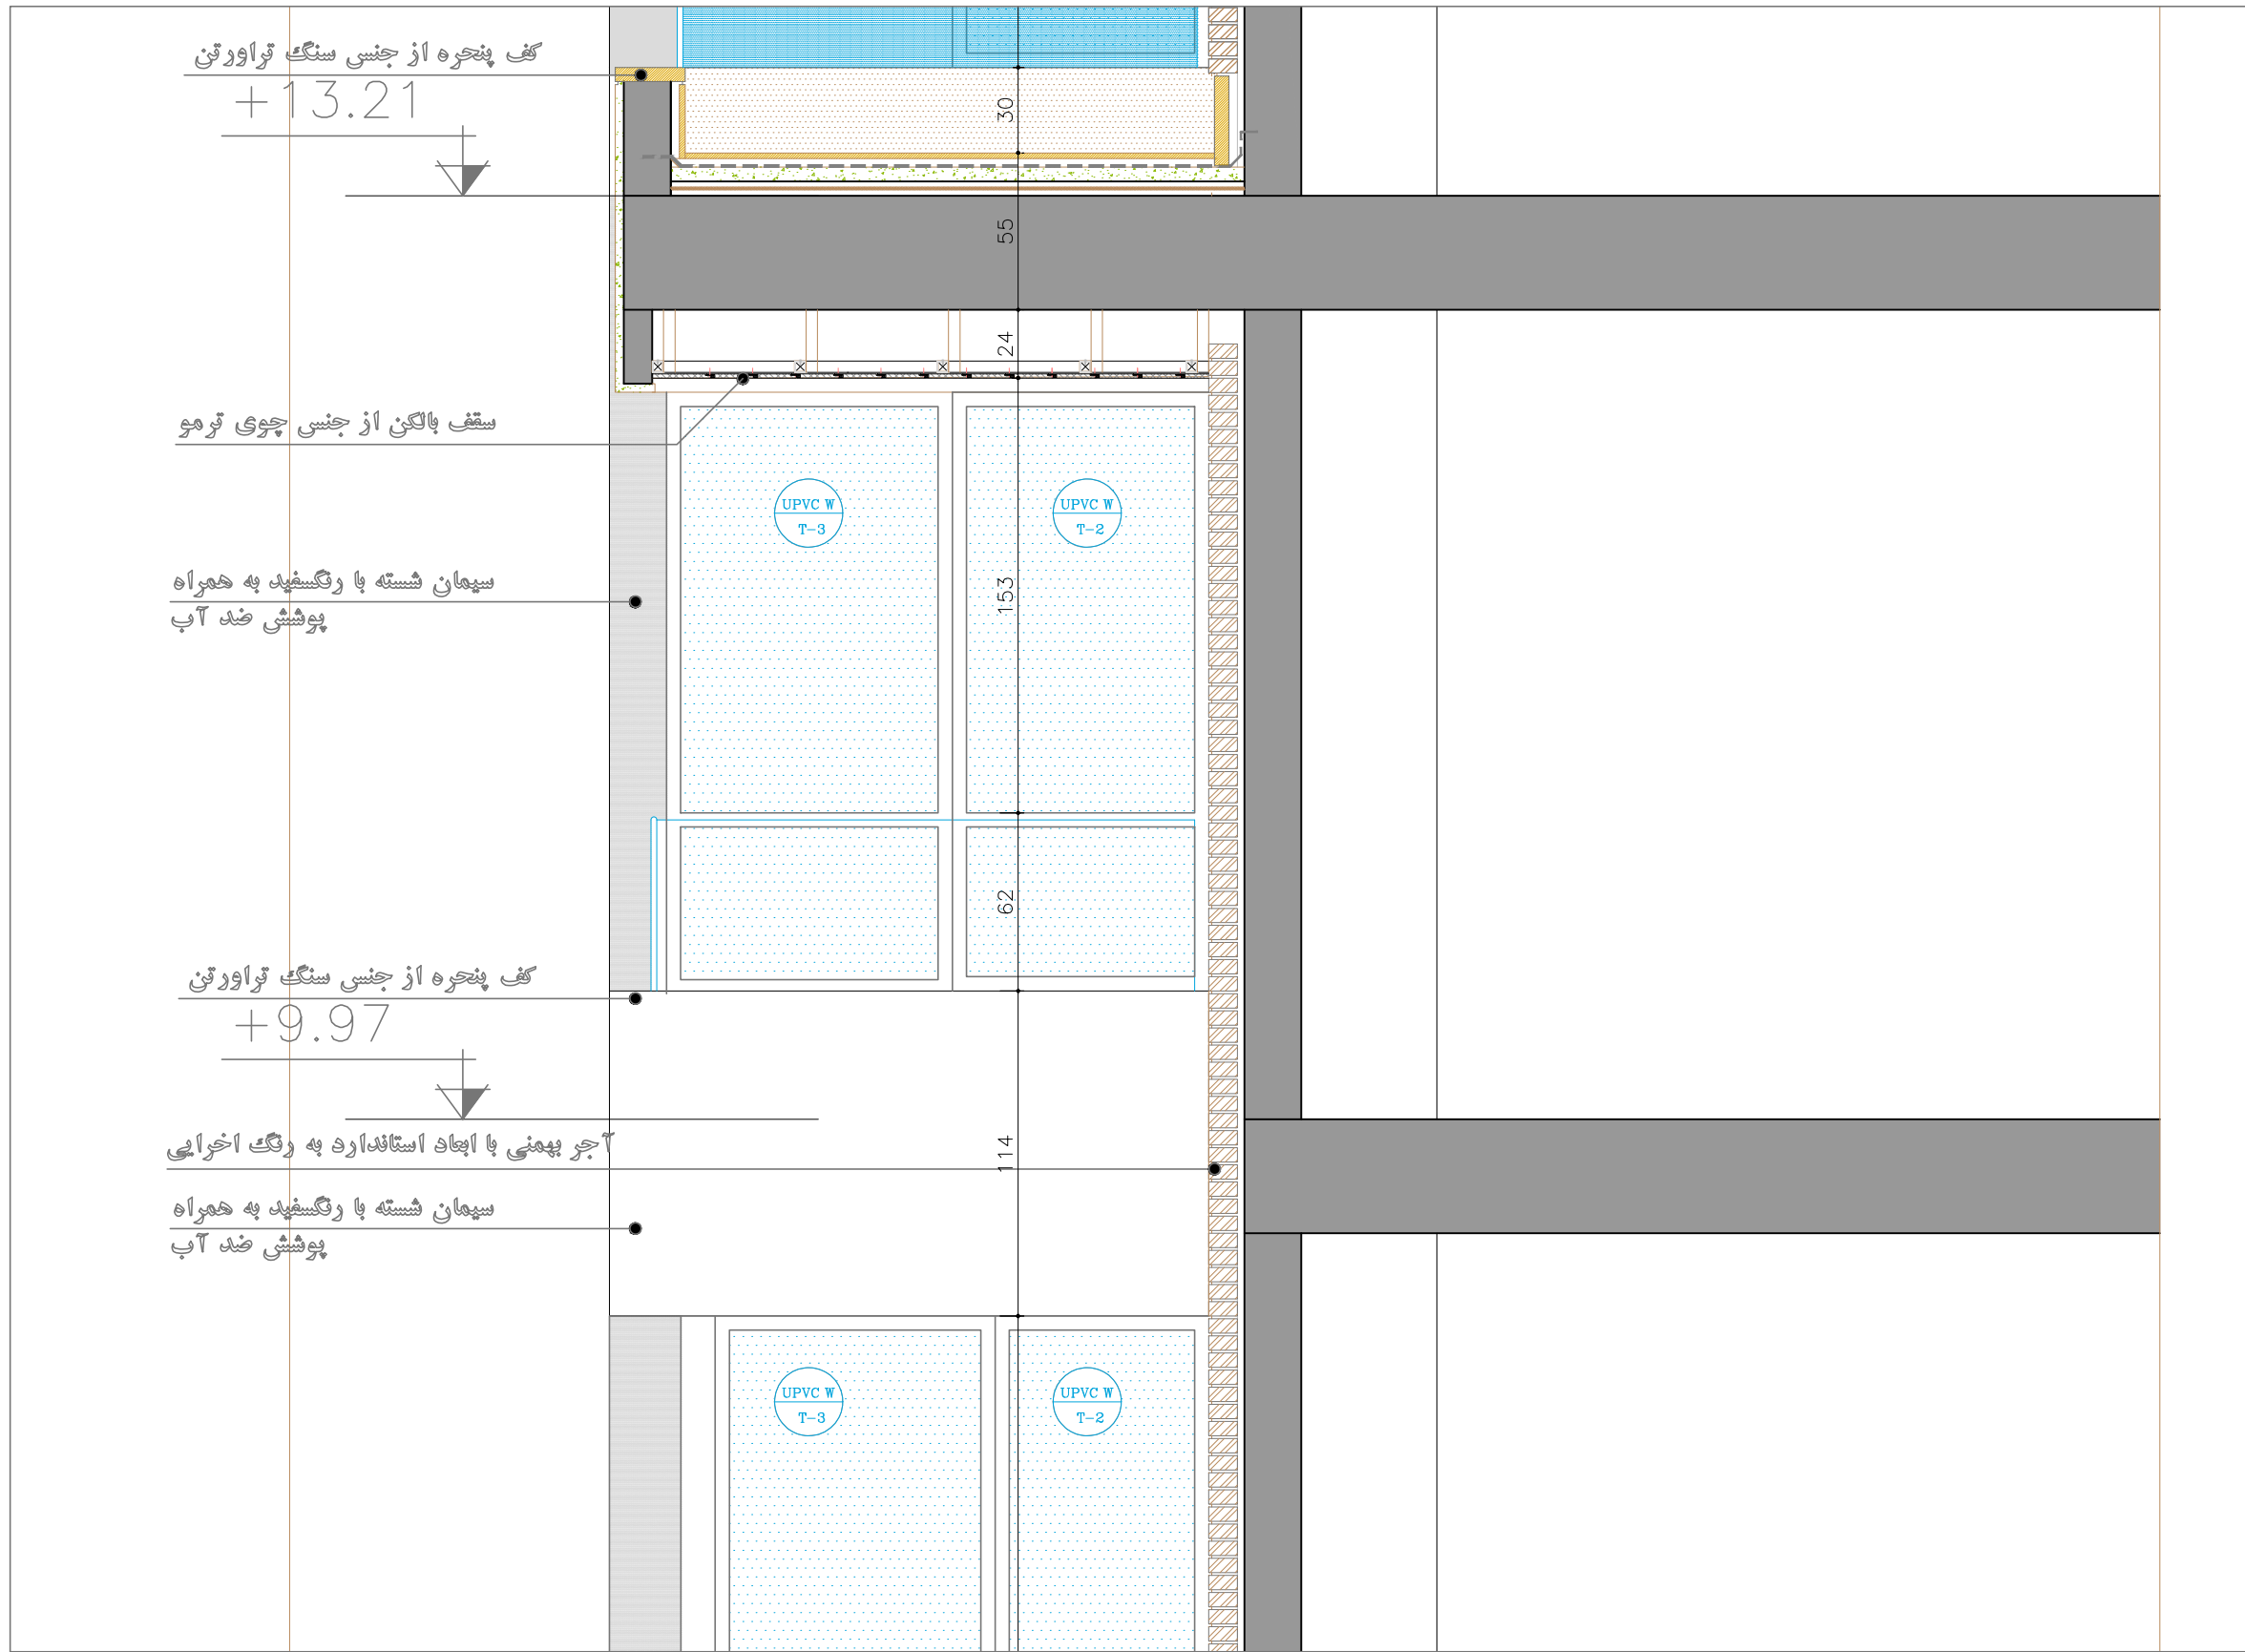 کف پنجره از جنس سنگ تراورتن
+13.21
30
55
24
سقف بالکن از جنس چوی ترمو
UPVC W
T-3
UPVC W
T-2
سیمان شسته با رنگسفید به همراه
پوشش ضد آب
153
62
کف پنجره از جنس سنگ تراورتن
+9.97
آجر بهمنی با ابعاد استاندارد به رنگ اخرایی
114
سیمان شسته با رنگسفید به همراه
پوشش ضد آب
UPVC W
T-3
UPVC W
T-2